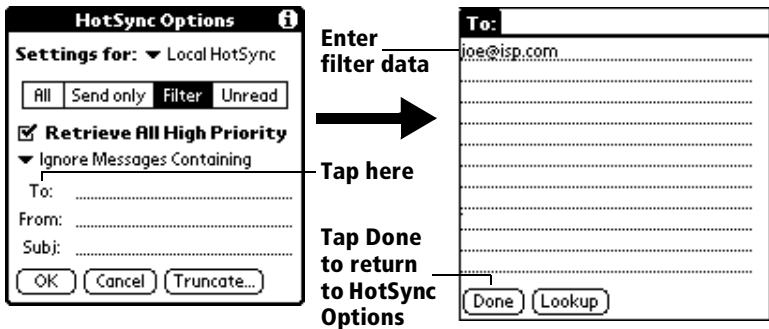 HotSync Options
Settings for: Local HotSync
All Send only Filter Unread
Retrieve All High Priority
Ignore Messages Containing
To:
From:
Subj:
OK Cancel Truncate...
Enter
filter data
Tap here
Tap Done
to return
to HotSync
Options
To:
joe@isp.com
Done Lookup